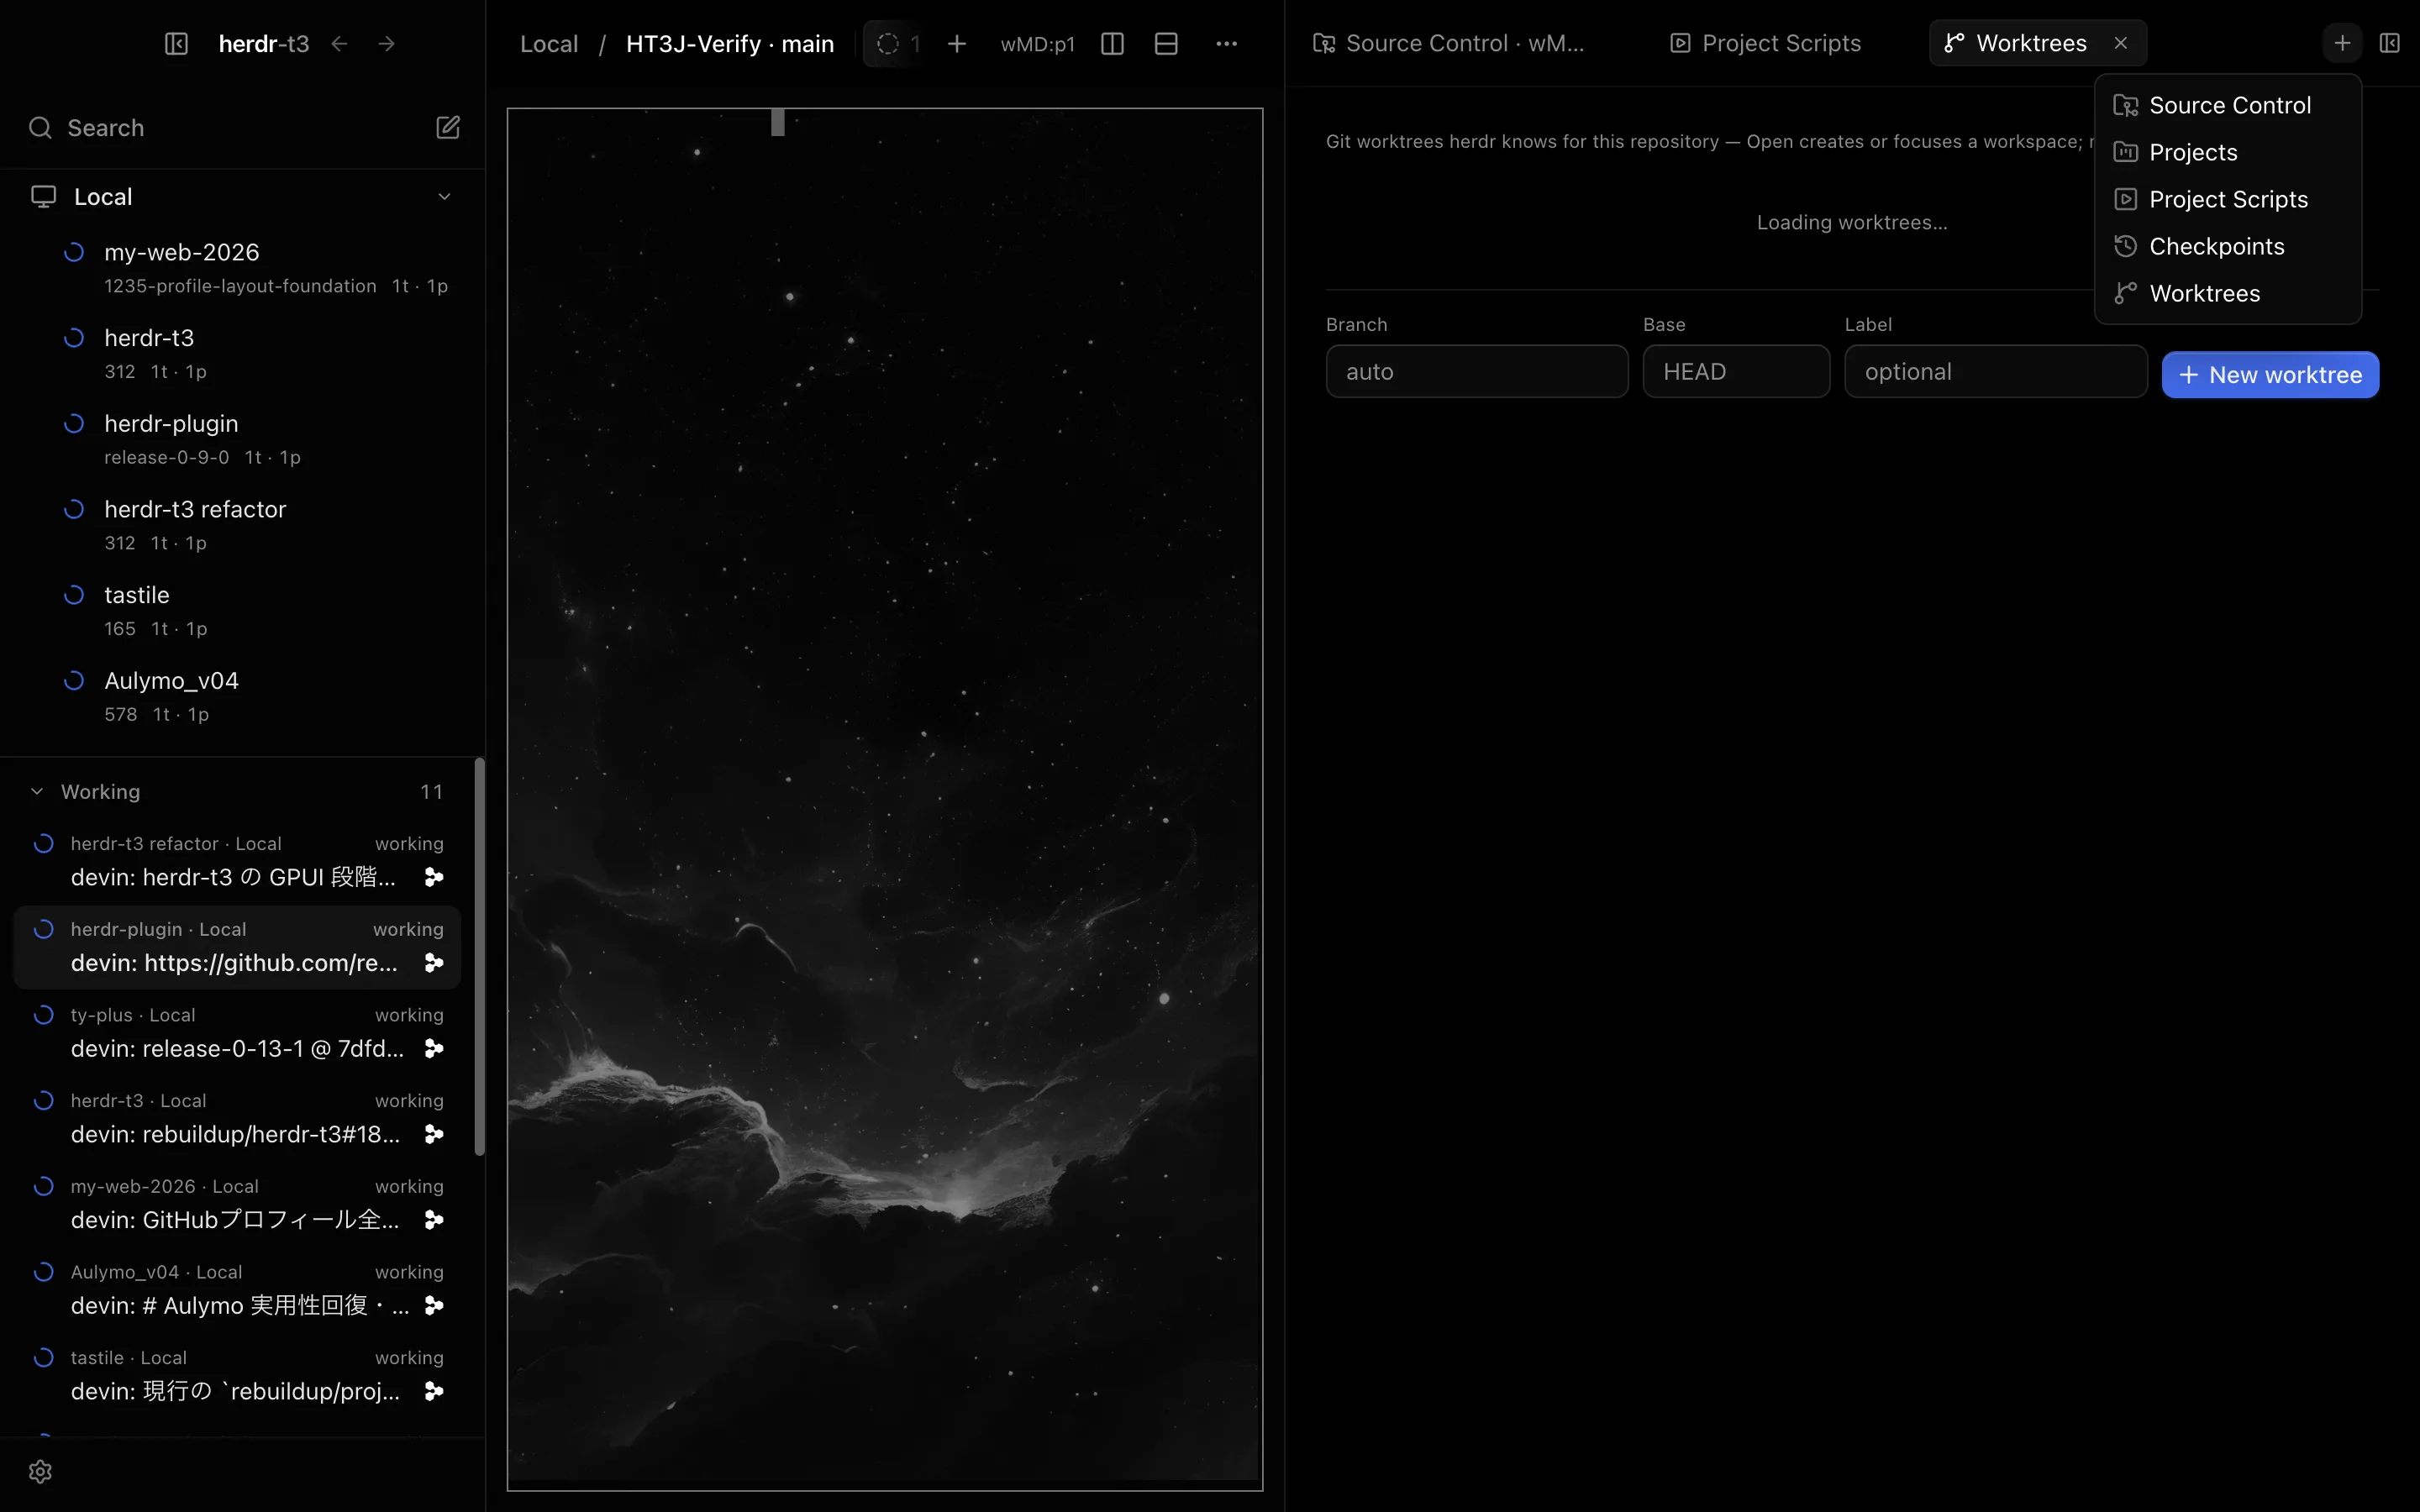 herdr-t3
Search
Local
my-web-2026
1235-profile-layout-foundation 1t · 1p
herdr-t3
312 1t · 1p
herdr-plugin
release-0-9-0 1t · 1p
herdr-t3 refactor
312 1t · 1p
tastile
165 1t · 1p
Aulymo_v04
578 1t · 1p
Working 11
herdr-t3 refactor · Local working
devin: herdr-t3 の GPUI 段階...
herdr-plugin · Local working
devin: https://github.com/re...
ty-plus · Local working
devin: release-0-13-1 @ 7dfd...
herdr-t3 · Local working
devin: rebuildup/herdr-t3#18...
my-web-2026 · Local working
devin: GitHubプロフィール全...
Aulymo_v04 · Local working
devin: # Aulymo 実用性回復・...
tastile · Local working
devin: 現行の `rebuildup/proj...
Local / HT3J-Verify · main 1 wMD:p1
Source Control · wM... Project Scripts Worktrees
Git worktrees herdr knows for this repository — Open creates or focuses a workspace;
Loading worktrees...
Source Control
Projects
Project Scripts
Checkpoints
Worktrees
Branch Base Label
auto HEAD optional New worktree